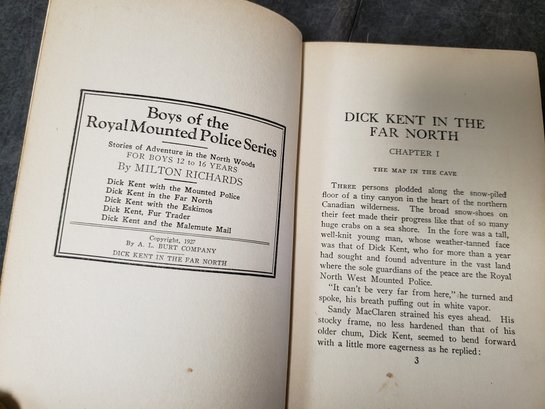 Boys of the
Royal Mounted Police Series
Stories of Adventure in the North Woods
FOR BOYS 12 to 16 YEARS
By MILTON RICHARDS
Dick Kent with the Mounted Police
Dick Kent in the Far North
Dick Kent with the Eskimos
Dick Kent, Fur Trader
Dick Kent and the Malemute Mail
Copyright, 1927
By A. L. BURT COMPANY
DICK KENT IN THE FAR NORTH
DICK KENT IN THE
FAR NORTH
CHAPTER I
THE MAP IN THE CAVE
THREE persons plodded along the snow-piled
floor of a tiny canyon in the heart of the northern
Canadian wilderness. The broad snow-shoes on
their feet made their progress like that of so many
huge crabs on a sea shore. In the fore was a tall,
well-knit young man, whose weather-tanned face
was that of Dick Kent, who for more than a year
had sought and found adventure in the vast land
where the sole guardians of the peace are the Royal
North West Mounted Police.
"It can't be very far from here," he turned and
spoke, his breath puffing out in white vapor.
Sandy MacClaren strained his eyes ahead. His
stocky frame, no less hardened than that of his
older chum, Dick Kent, seemed to bend forward
with a little more eagerness as he replied:
3